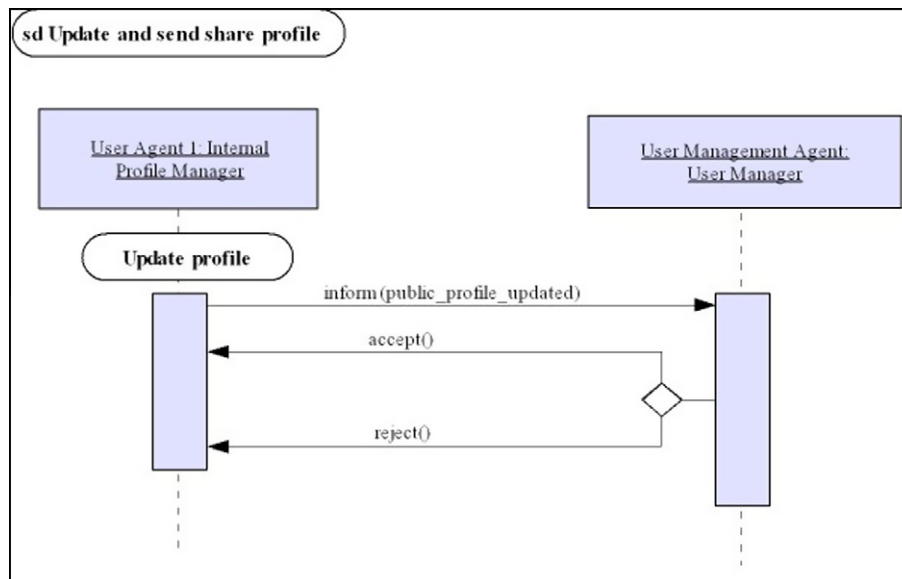 sd Update and send share profile
User Agent 1: Internal
Profile Manager
User Management Agent:
User Manager
Update profile
inform(public_profile_updated)
accept()
reject()